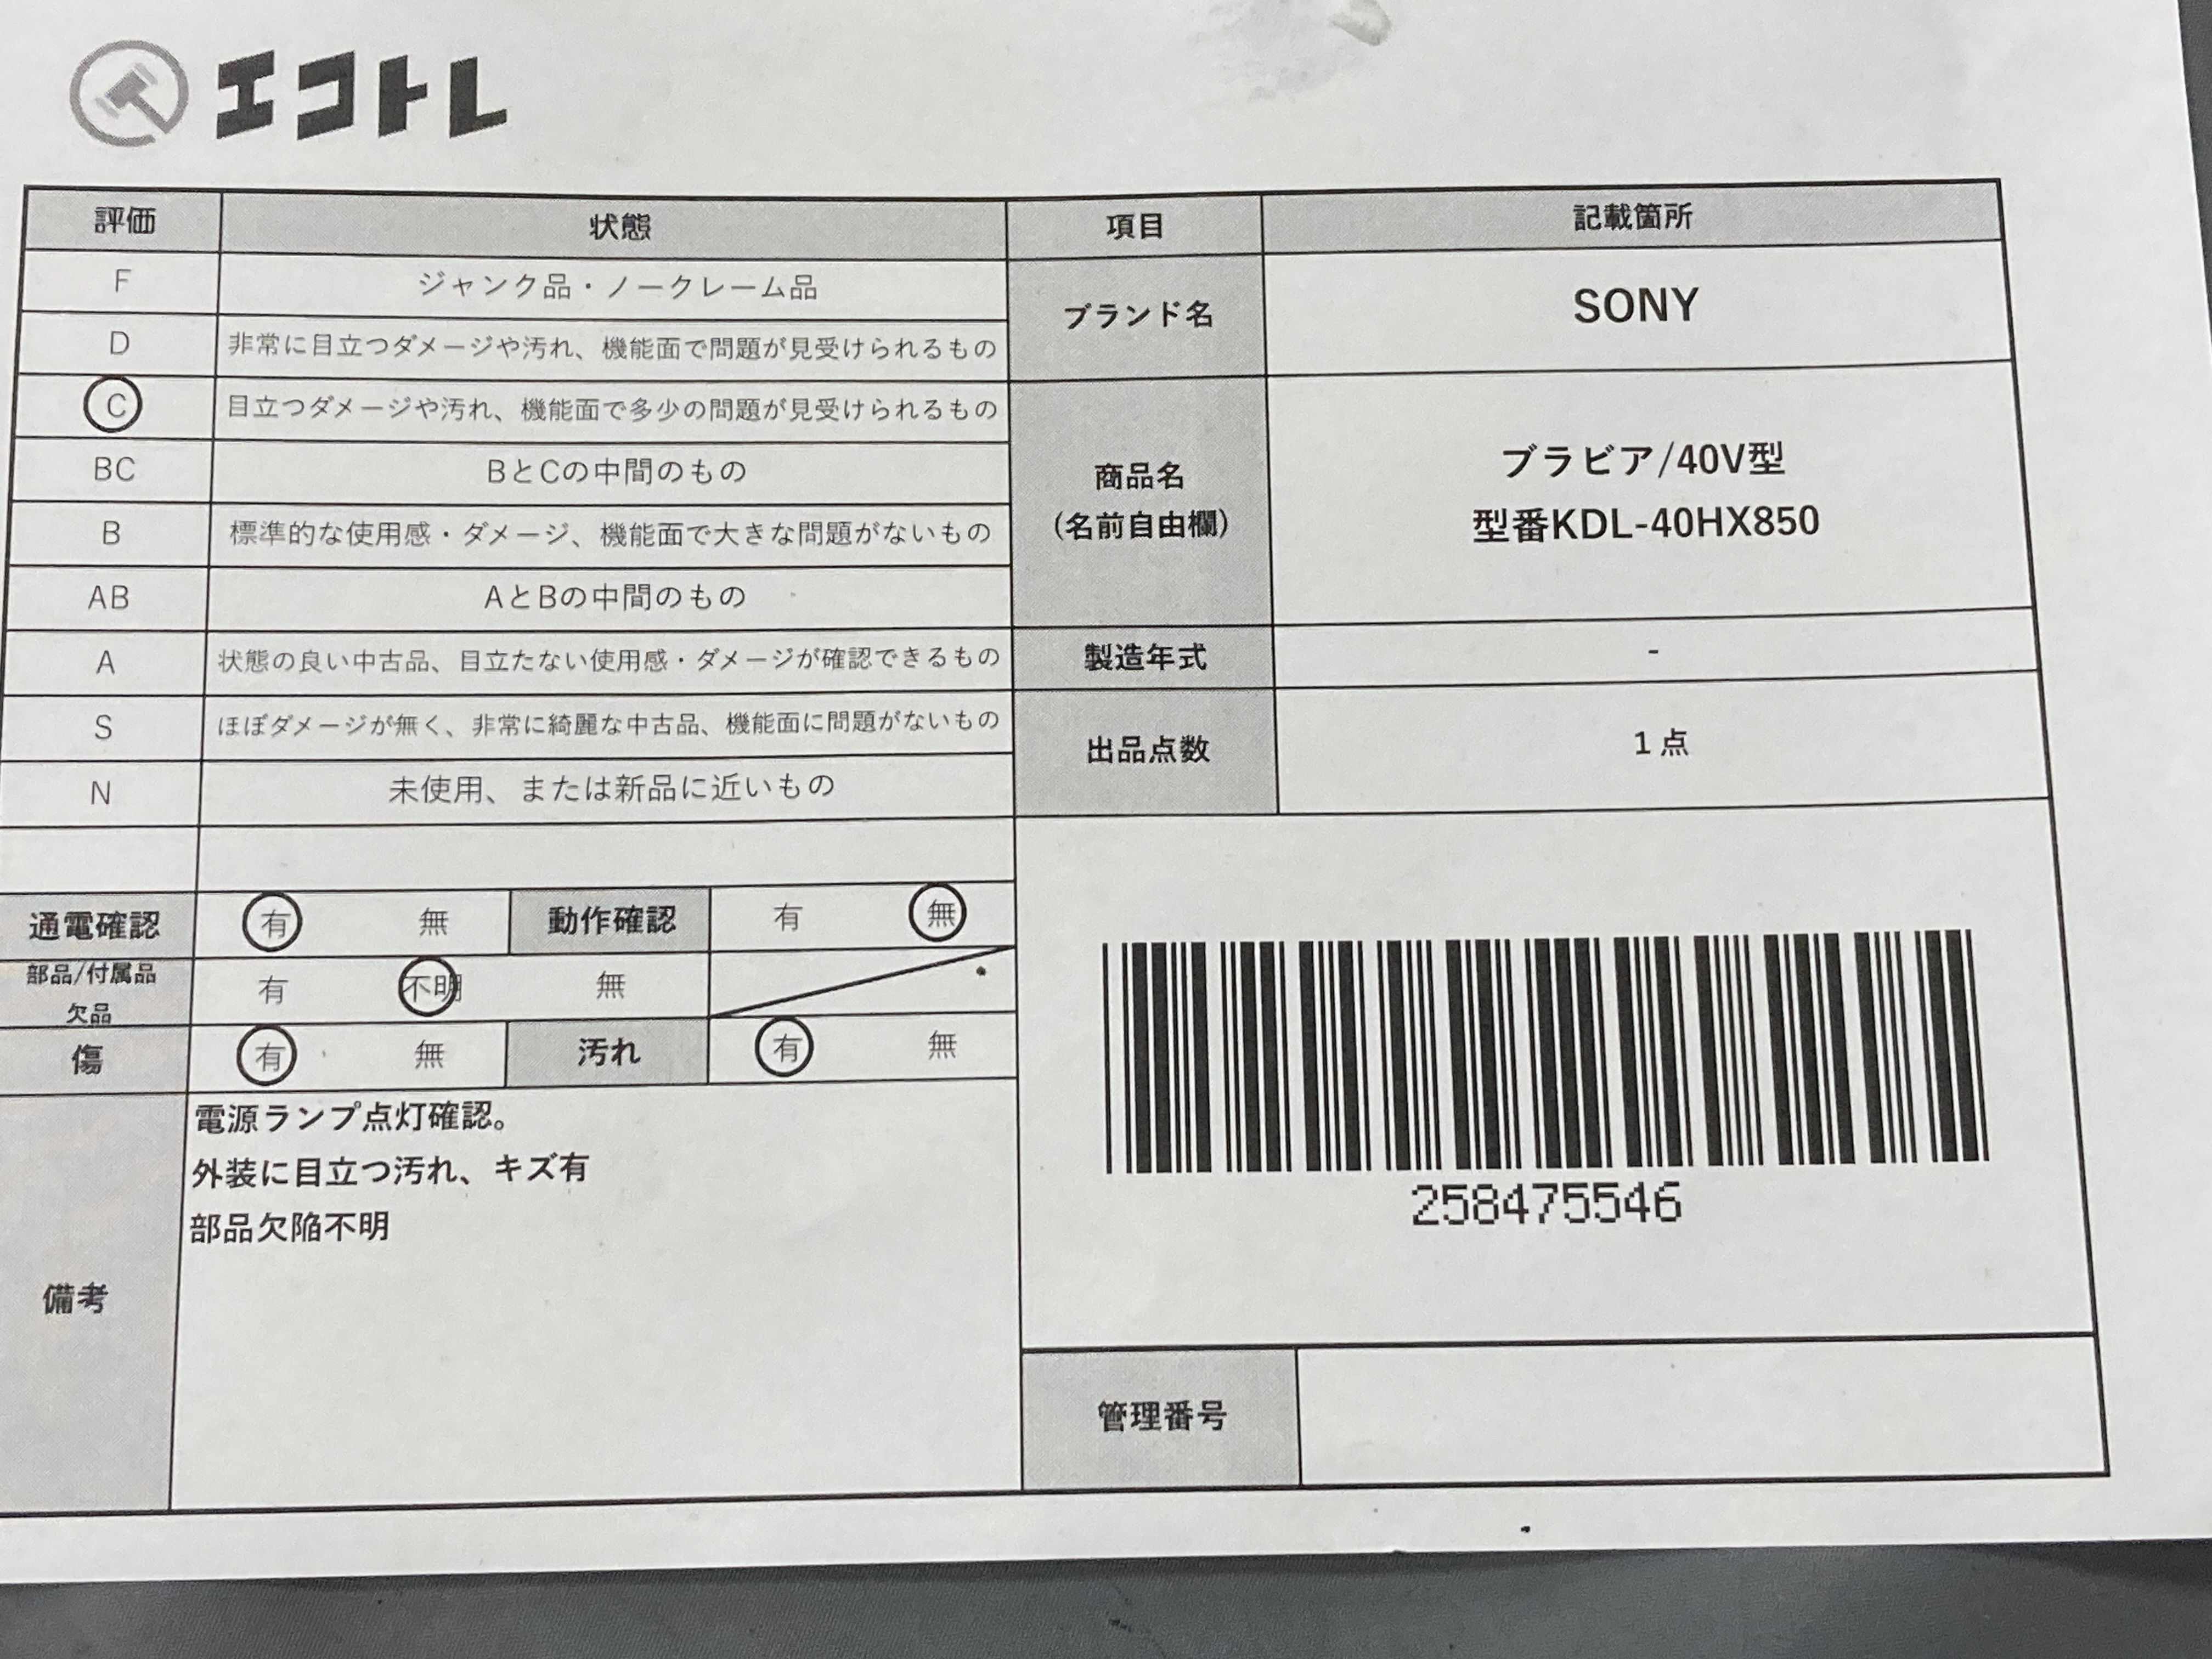 エコトレ
評価 状態 項目 記載箇所
F ジャンク品・ノークレーム品
D 非常に目立つダメージや汚れ、機能面で問題が見受けられるもの
C 目立つダメージや汚れ、機能面で多少の問題が見受けられるもの
BC BとCの中間のもの
B 標準的な使用感・ダメージ、機能面で大きな問題がないもの
AB AとBの中間のもの
A 状態の良い中古品、目立たない使用感・ダメージが確認できるもの
S ほぼダメージが無く、非常に綺麗な中古品、機能面に問題がないもの
N 未使用、または新品に近いもの
ブランド名 SONY
商品名
(名前自由欄)
ブラビア/40V型
型番KDL-40HX850
製造年式 -
出品点数 1点
通電確認 有 無 動作確認 有 無
部品/付属品
欠品
有 不明 無
傷 有 無 汚れ 有 無
備考
電源ランプ点灯確認。
外装に目立つ汚れ、キズ有
部品欠陥不明
258475546
管理番号